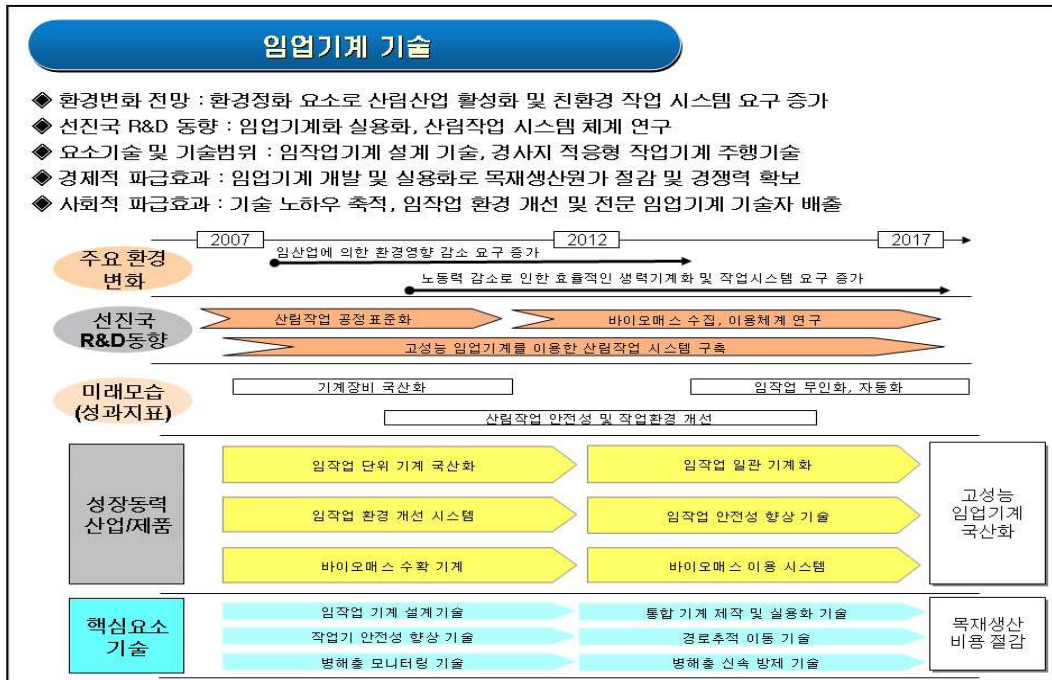 임업기계 기술
◈ 환경변화 전망 : 환경정화 요소로 산림산업 활성화 및 친환경 작업 시스템 요구 증가
◈ 선진국 R&D 동향 : 임업기계화 실용화, 산림작업 시스템 체계 연구
◈ 요소기술 및 기술범위 : 임작업기계 설계 기술, 경사지 적응형 작업기계 주행기술
◈ 경제적 파급효과 : 임업기계 개발 및 실용화로 목재생산원가 절감 및 경쟁력 확보
◈ 사회적 파급효과 : 기술 노하우 축적, 임작업 환경 개선 및 전문 임업기계 기술자 배출
2007 2012 2017
주요 환경
변화
임산업에 의한 환경영향 감소 요구 증가
노동력 감소로 인한 효율적인 생력기계화 및 작업시스템 요구 증가
선진국
R&D동향
산림작업 공정표준화 바이오매스 수집, 이용체계 연구
고성능 임업기계를 이용한 산림작업 시스템 구축
미래모습
(성과지표)
기계장비 국산화 임작업 무인화, 자동화
산림작업 안전성 및 작업환경 개선
성장동력
산업/제품
임작업 단위 기계 국산화 임작업 일관 기계화
임작업 환경 개선 시스템 임작업 안전성 향상 기술
바이오매스 수확 기계 바이오매스 이용 시스템
고성능
임업기계
국산화
핵심요소
기술
임작업 기계 설계기술 통합 기계 제작 및 실용화 기술
작업기 안전성 향상 기술 경로추적 이동 기술
병해충 모니터링 기술 병해충 신속 방제 기술
목재생산
비용 절감